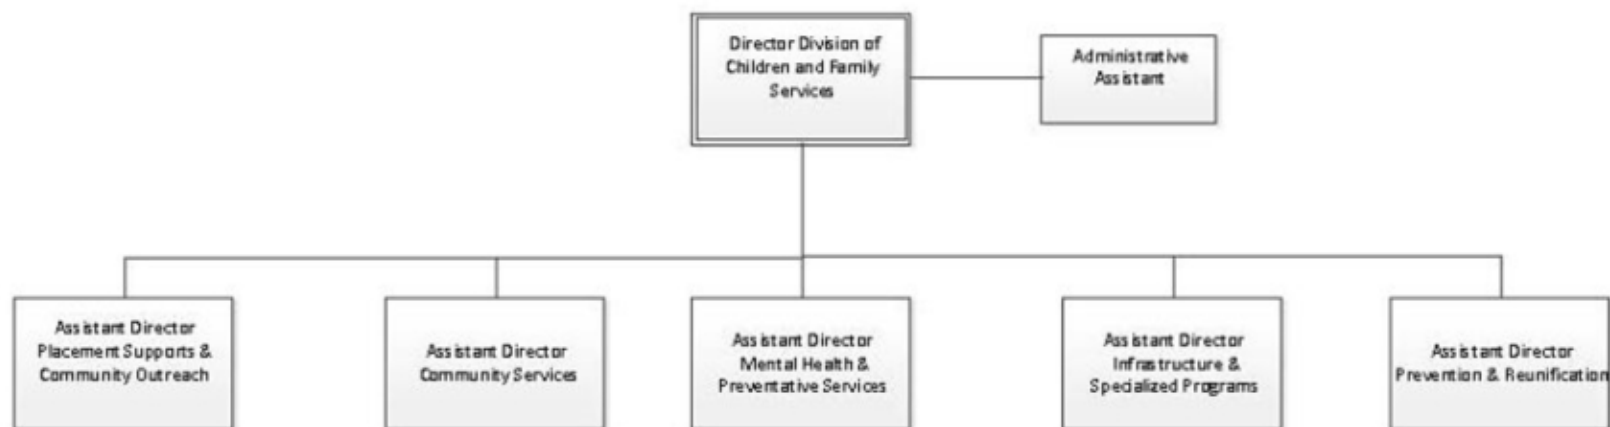 Director Division of
Children and Family
Services
Administrative
Assistant
Assistant Director
Placement Supports &
Community Outreach
Assistant Director
Community Services
Assistant Director
Mental Health &
Preventative Services
Assistant Director
Infrastructure &
Specialized Programs
Assistant Director
Prevention & Reunification